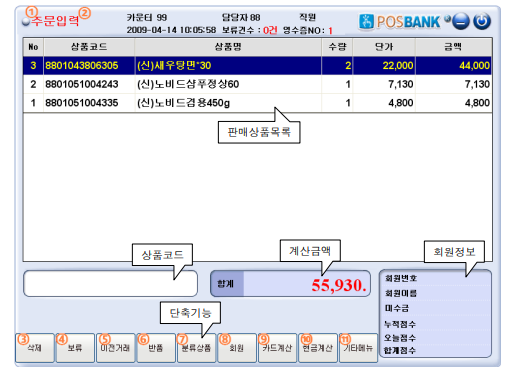 ① 주문입력 ② 카운터 99 담당자 88 직원 POSBANK
2009-04-14 10:05:58 보류건수 : 0건 영수증NO: 1
No 상품코드 상품명 수량 단가 금액
3 8801043806305 (신)새우탕면*30 2 22,000 44,000
2 8801051004243 (신)노비드샴푸정상60 1 7,130 7,130
1 8801051004335 (신)노비드겸용450g 1 4,800 4,800
판매상품목록
상품코드 계산금액 회원정보
합계 55,930.
회원번호
회원이름
미수금
누적점수
오늘점수
합계점수
단축기능
③ 삭제 ④ 보류 ⑤ 미전거래 ⑥ 반품 ⑦ 분류상품 ⑧ 회원 ⑨ 카드계산 ⑩ 현금계산 ⑪ 기타메뉴